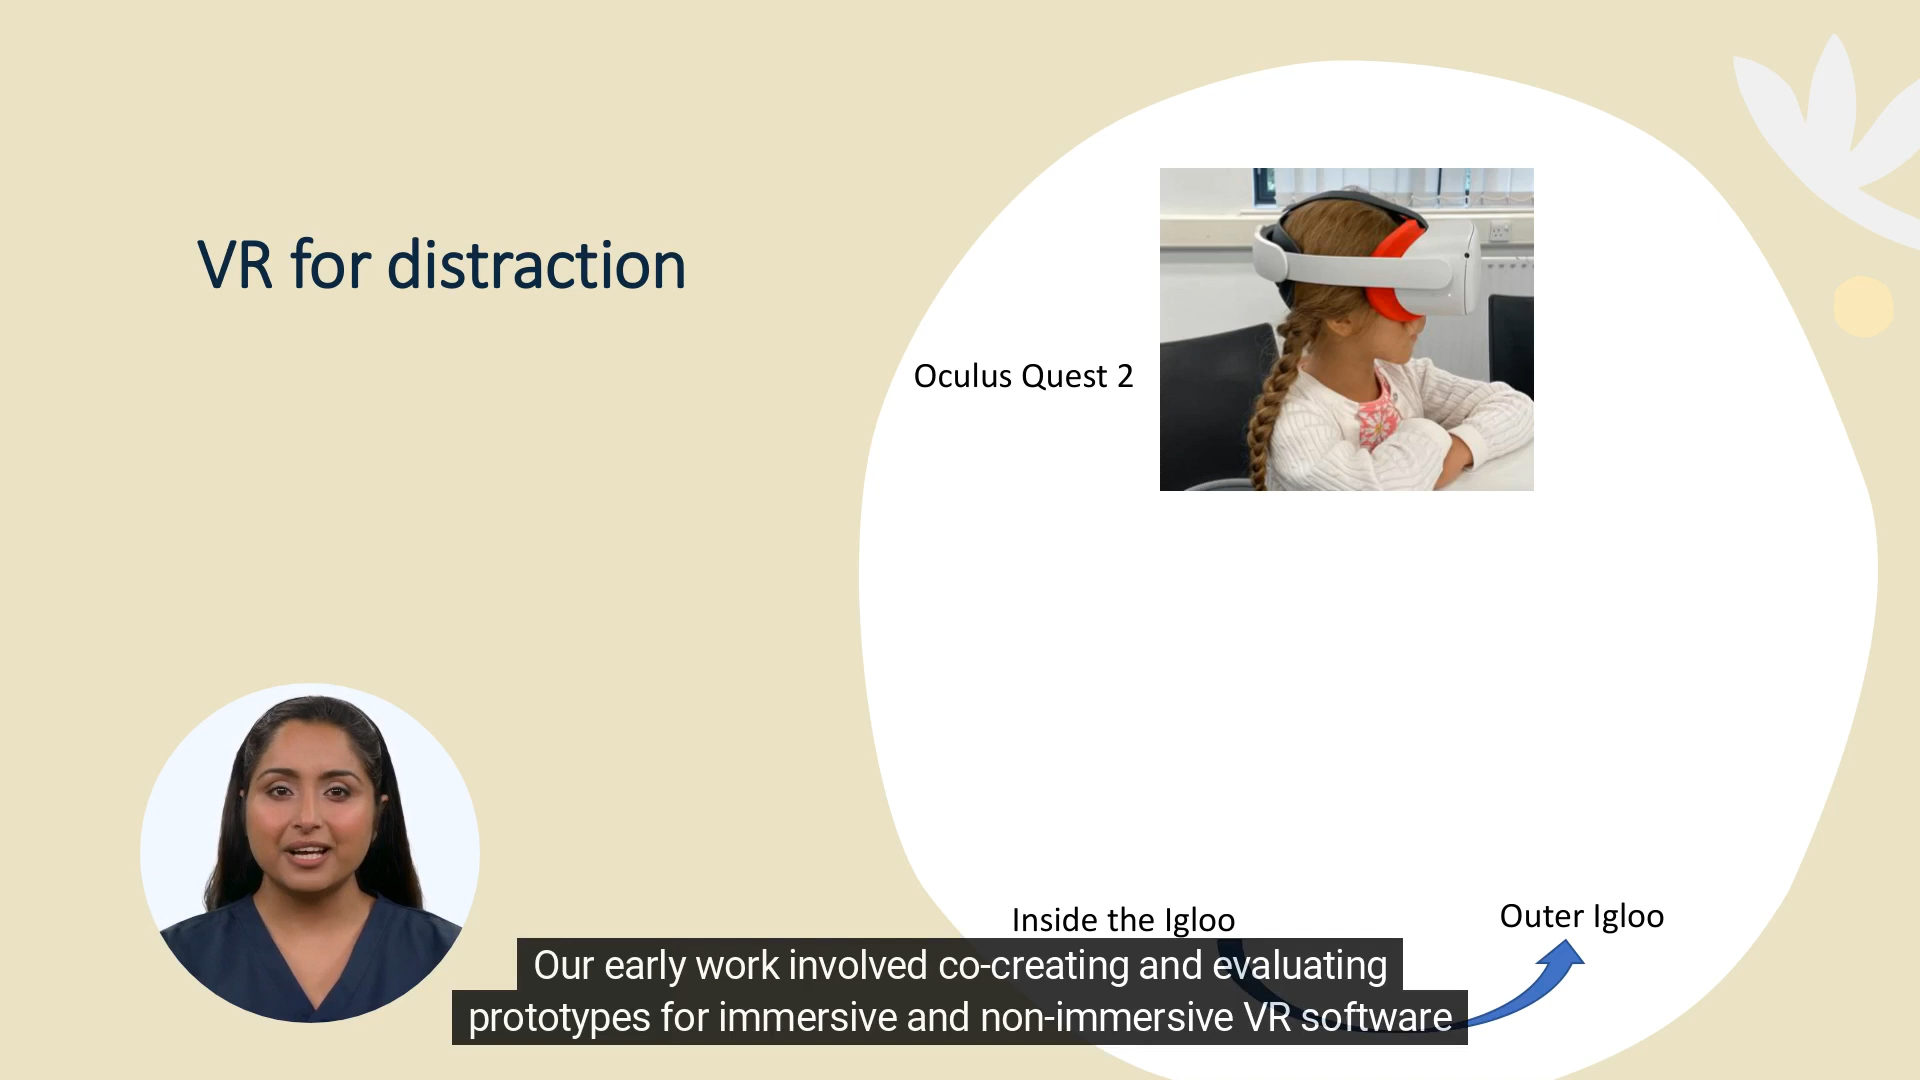 VR for distraction
Oculus Quest 2
Inside the Igloo
Outer Igloo
Our early work involved co-creating and evaluating
prototypes for immersive and non-immersive VR software